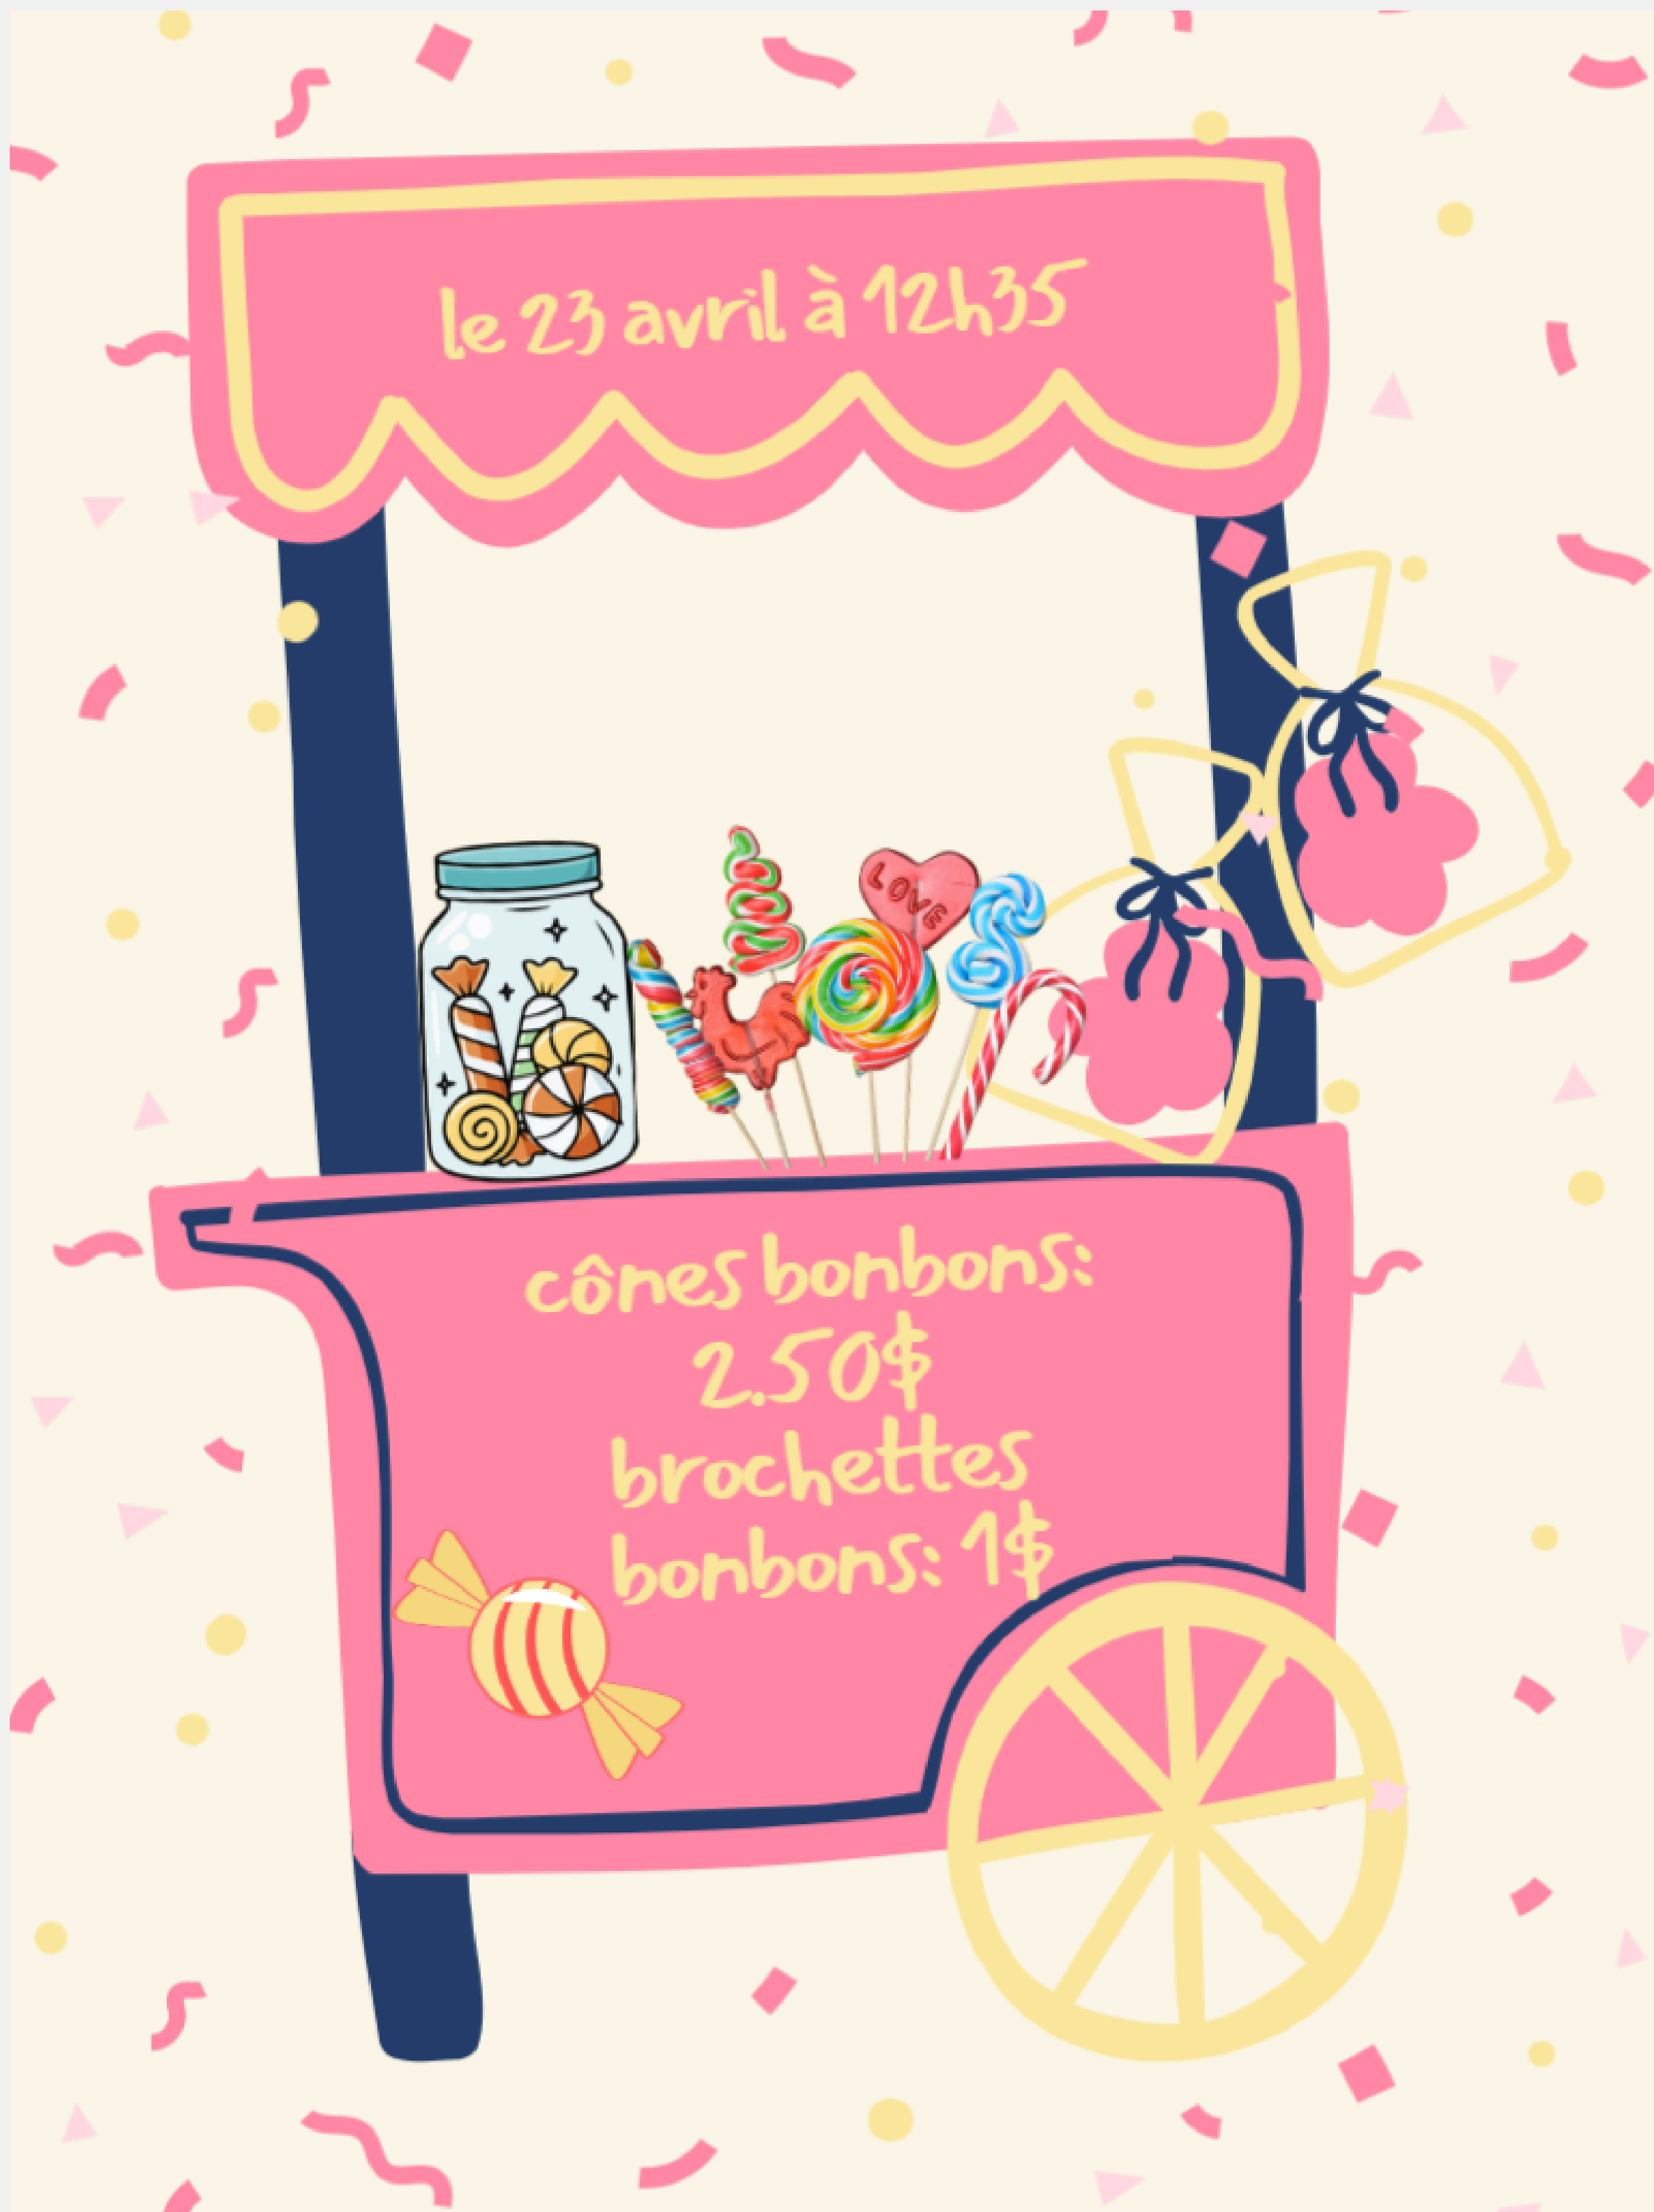 le 23 avril à 12h35
LOVE
cônes bonbons:
2.50$
brochettes
bonbons: 1$